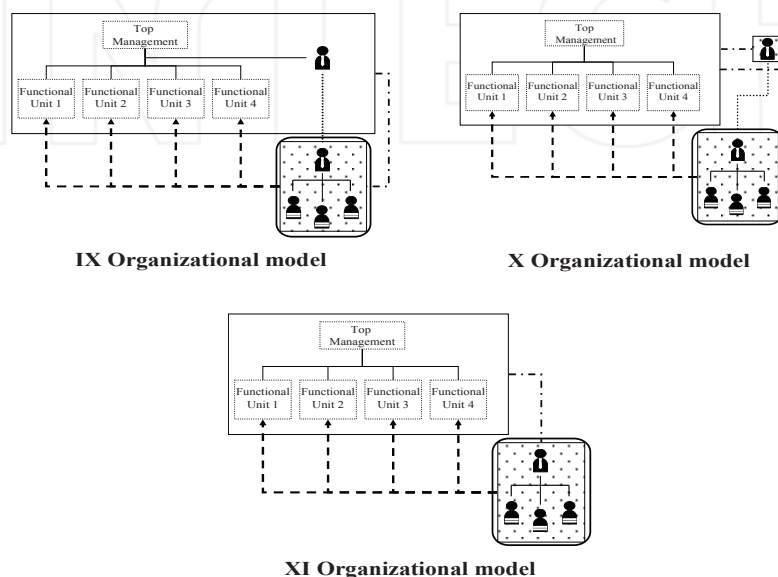 Top
Management
Functional
Unit 1
Functional
Unit 2
Functional
Unit 3
Functional
Unit 4
IX Organizational model
Top
Management
Functional
Unit 1
Functional
Unit 2
Functional
Unit 3
Functional
Unit 4
X Organizational model
Top
Management
Functional
Unit 1
Functional
Unit 2
Functional
Unit 3
Functional
Unit 4
XI Organizational model